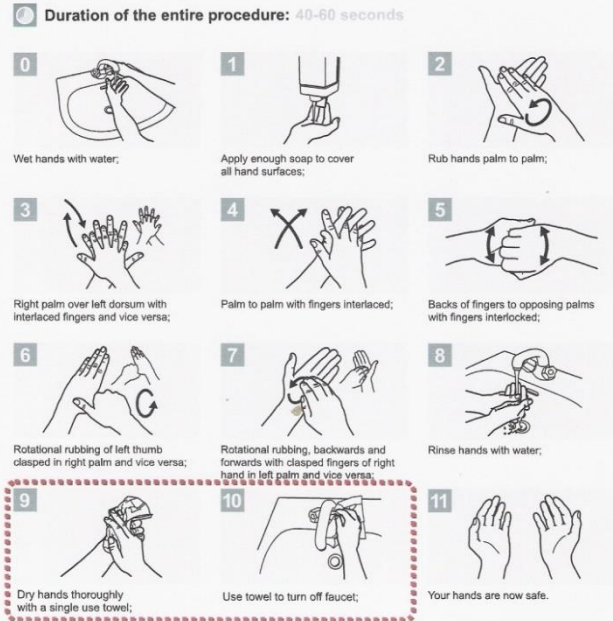 Duration of the entire procedure: 40-60 seconds
0
Wet hands with water;
1
Apply enough soap to cover
all hand surfaces;
2
Rub hands palm to palm;
3
Right palm over left dorsum with
interlaced fingers and vice versa;
4
Palm to palm with fingers interlaced;
5
Backs of fingers to opposing palms
with fingers interlocked;
6
Rotational rubbing of left thumb
clasped in right palm and vice versa;
7
Rotational rubbing, backwards and
forwards with clasped fingers of right
hand in left palm and vice versa;
8
Rinse hands with water;
9
Dry hands thoroughly
with a single use towel;
10
Use towel to turn off faucet;
11
Your hands are now safe.